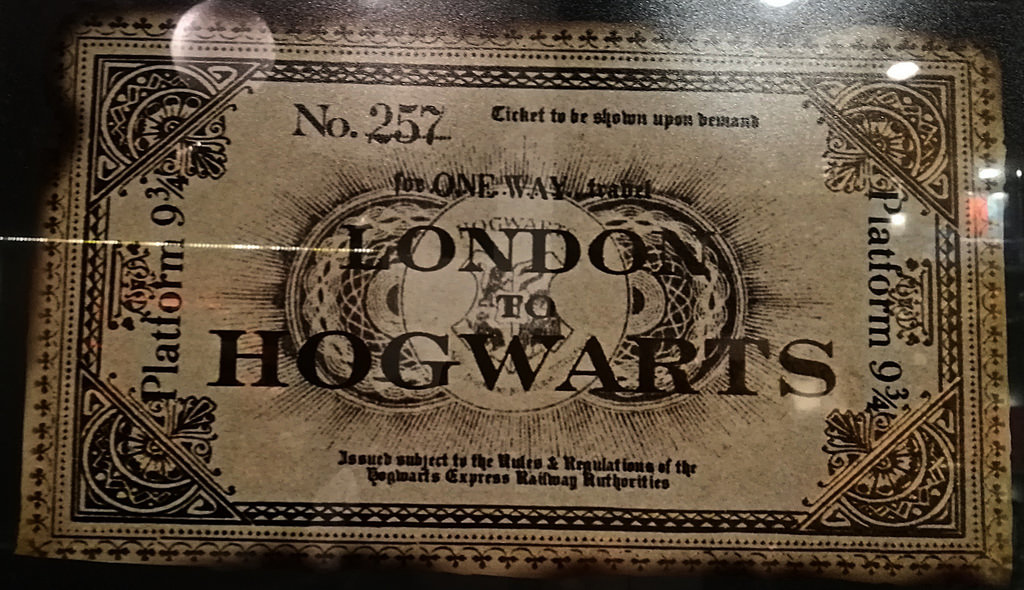 No. 257
Ticket to be shown upon demand
for ONE WAY travel
HOGWARTS
LONDON
TO
HOGWARTS
Platform 9¾
Platform 9¾
Issued subject to the Rules & Regulations of the
Hogwarts Express Railway Authorities